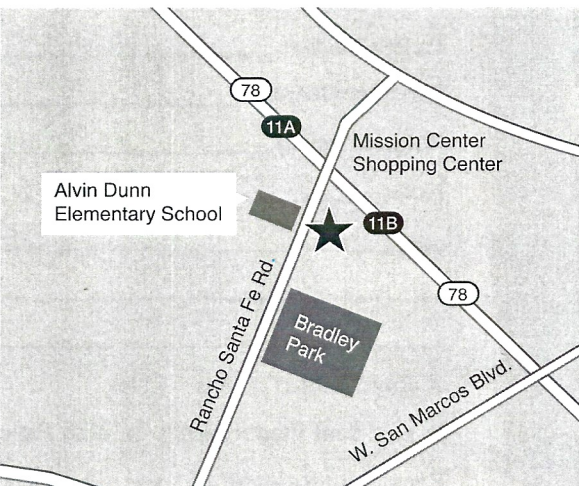 78
11A
Mission Center
Shopping Center
Alvin Dunn
Elementary School
11B
Rancho Santa Fe Rd.
78
Bradley
Park
W. San Marcos Blvd.